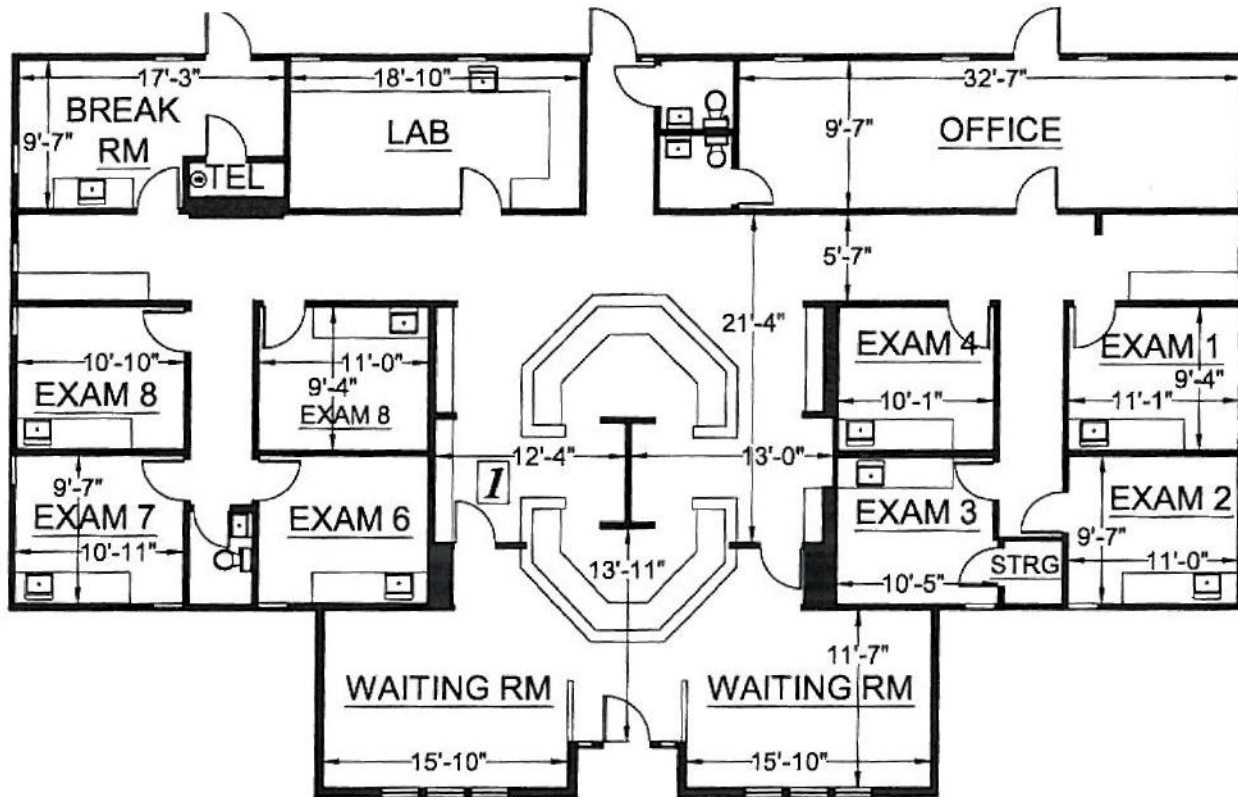 17'-3"
18'-10"
32'-7"
BREAK
RM
9'-7"
LAB
9'-7"
OFFICE
TEL
5'-7"
21'-4"
10'-10"
EXAM 8
11'-0"
9'-4"
EXAM 8
EXAM 4
10'-1"
EXAM 1
9'-4"
11'-1"
12'-4"
13'-0"
1
9'-7"
EXAM 7
10'-11"
EXAM 6
EXAM 3
10'-5"
STRG
EXAM 2
9'-7"
11'-0"
13'-11"
11'-7"
WAITING RM
WAITING RM
15'-10"
15'-10"